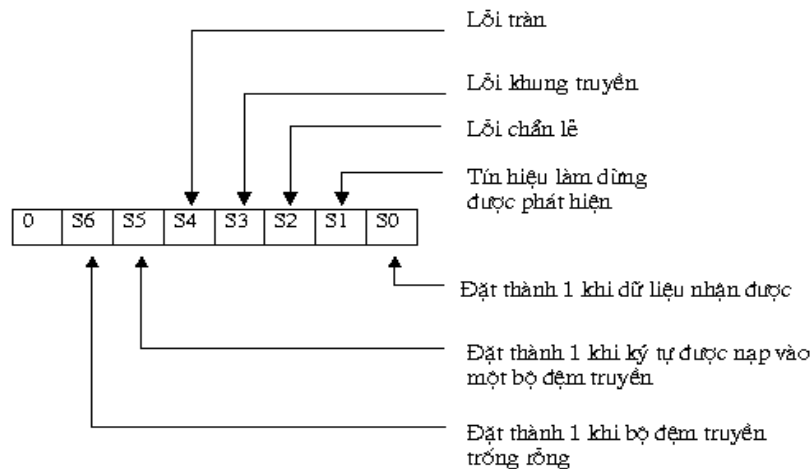 Lỗi tràn
Lỗi khung truyền
Lỗi chẩn lẽ
Tín hiệu làm dừng
được phát hiện
0 S6 S5 S4 S3 S2 S1 S0
Đặt thành 1 khi dữ liệu nhận được
Đặt thành 1 khi ký tự được nạp vào
một bộ đệm truyền
Đặt thành 1 khi bộ đệm truyền
trống rỗng